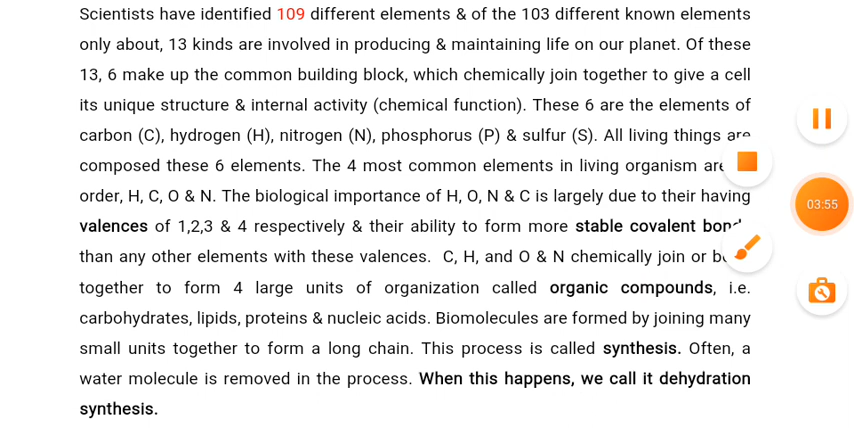 Scientists have identified 109 different elements & of the 103 different known elements
only about, 13 kinds are involved in producing & maintaining life on our planet. Of these
13, 6 make up the common building block, which chemically join together to give a cell
its unique structure & internal activity (chemical function). These 6 are the elements of
carbon (C), hydrogen (H), nitrogen (N), phosphorus (P) & sulfur (S). All living things are
composed these 6 elements. The 4 most common elements in living organism are
order, H, C, O & N. The biological importance of H, O, N & C is largely due to their having
valences of 1,2,3 & 4 respectively & their ability to form more stable covalent
than any other elements with these valences. C, H, and O & N chemically join or
together to form 4 large units of organization called organic compounds, i.e.
carbohydrates, lipids, proteins & nucleic acids. Biomolecules are formed by joining many
small units together to form a long chain. This process is called synthesis. Often, a
water molecule is removed in the process. When this happens, we call it dehydration
synthesis.
03:55